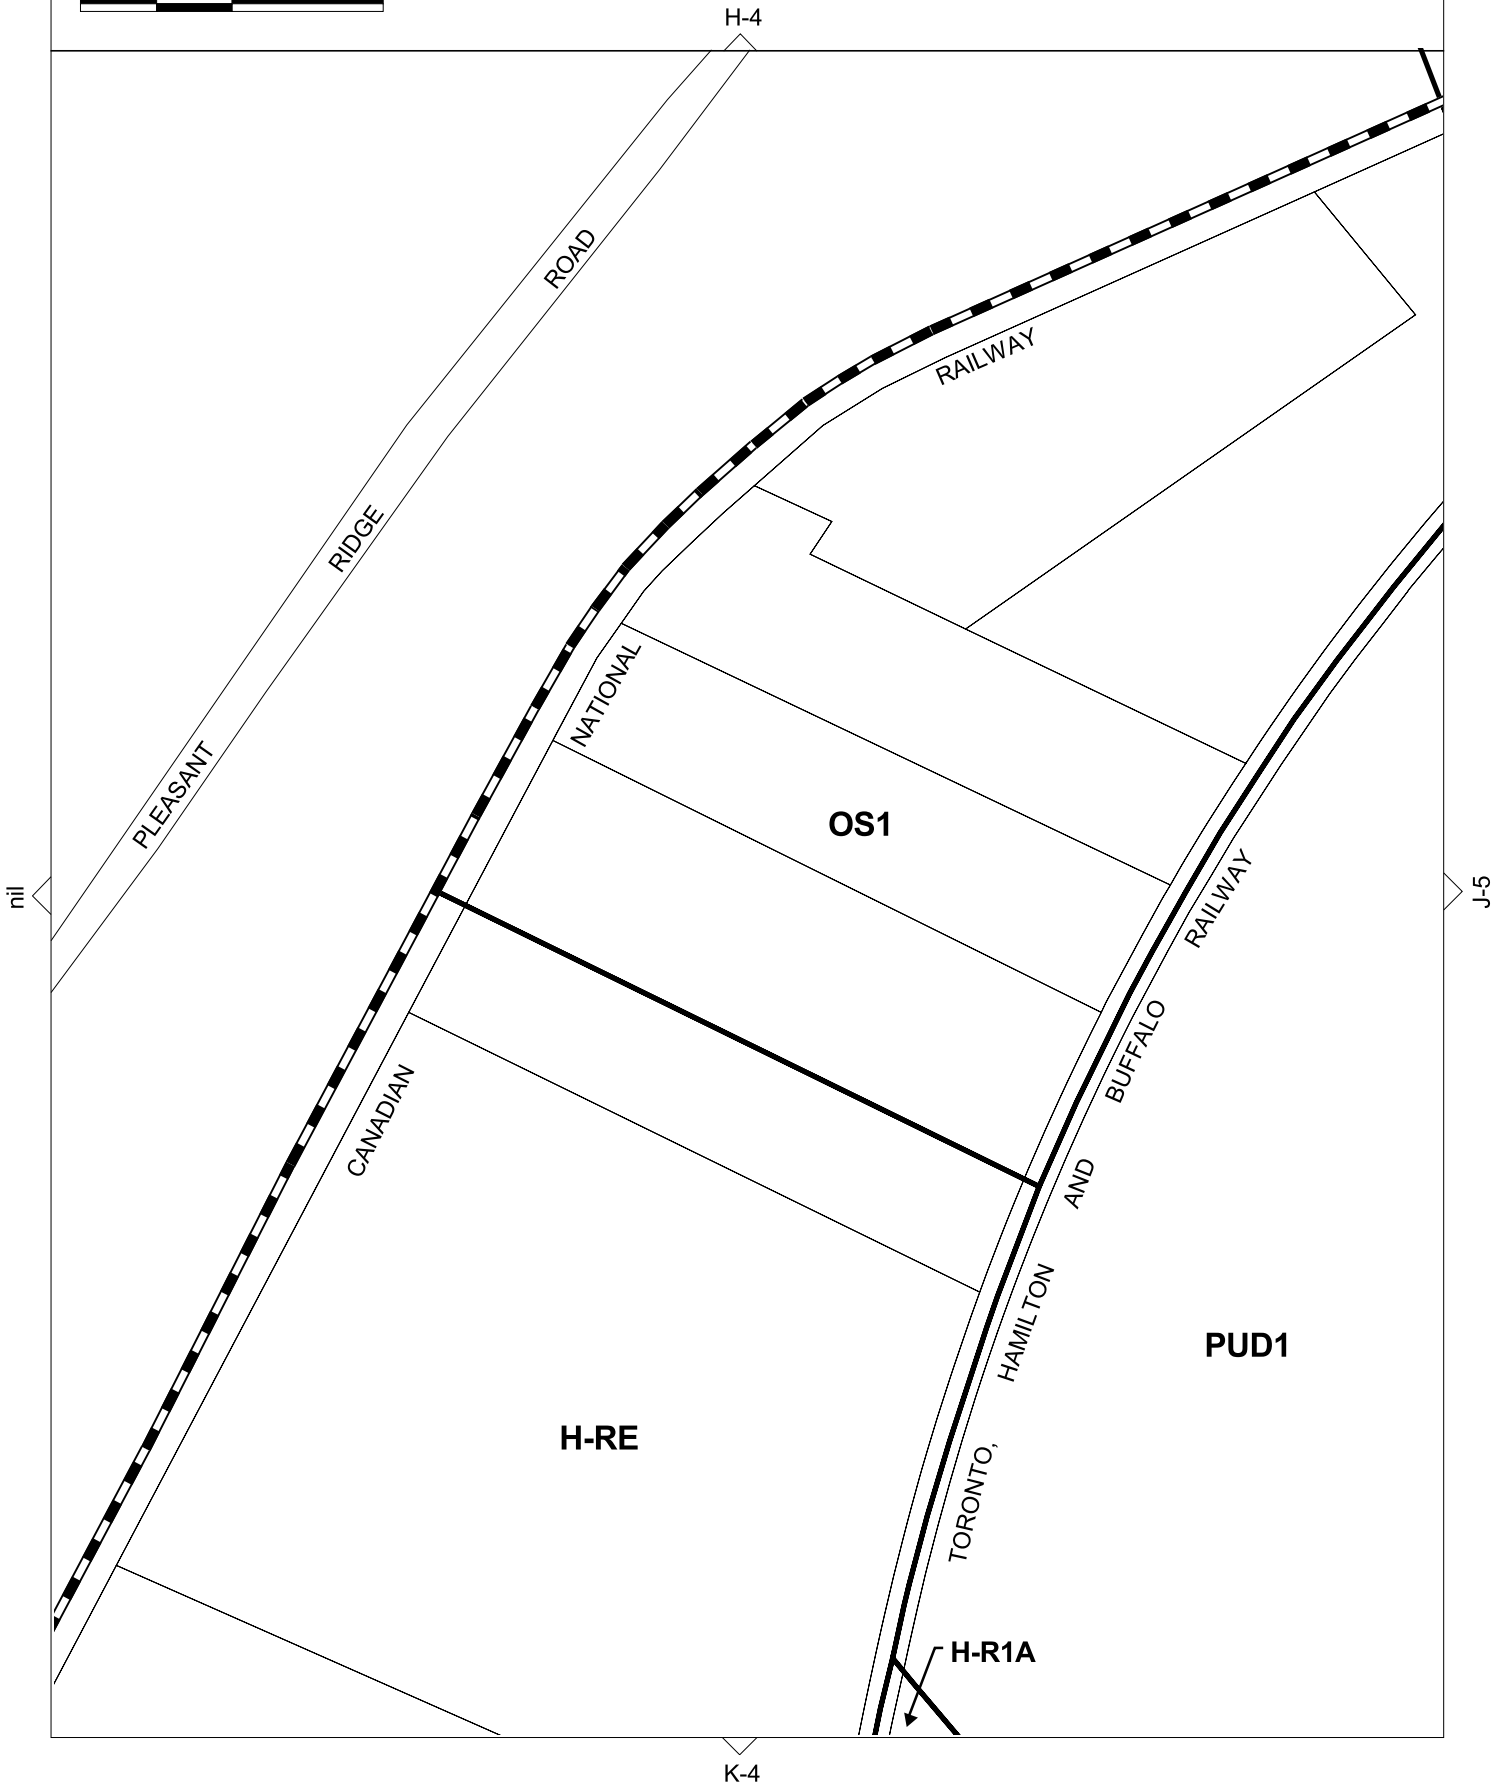 H-4
ROAD
RAILWAY
RIDGE
NATIONAL
PLEASANT
OS1
nil
J-5
RAILWAY
BUFFALO
CANADIAN
AND
HAMILTON
PUD1
H-RE
TORONTO,
H-R1A
K-4